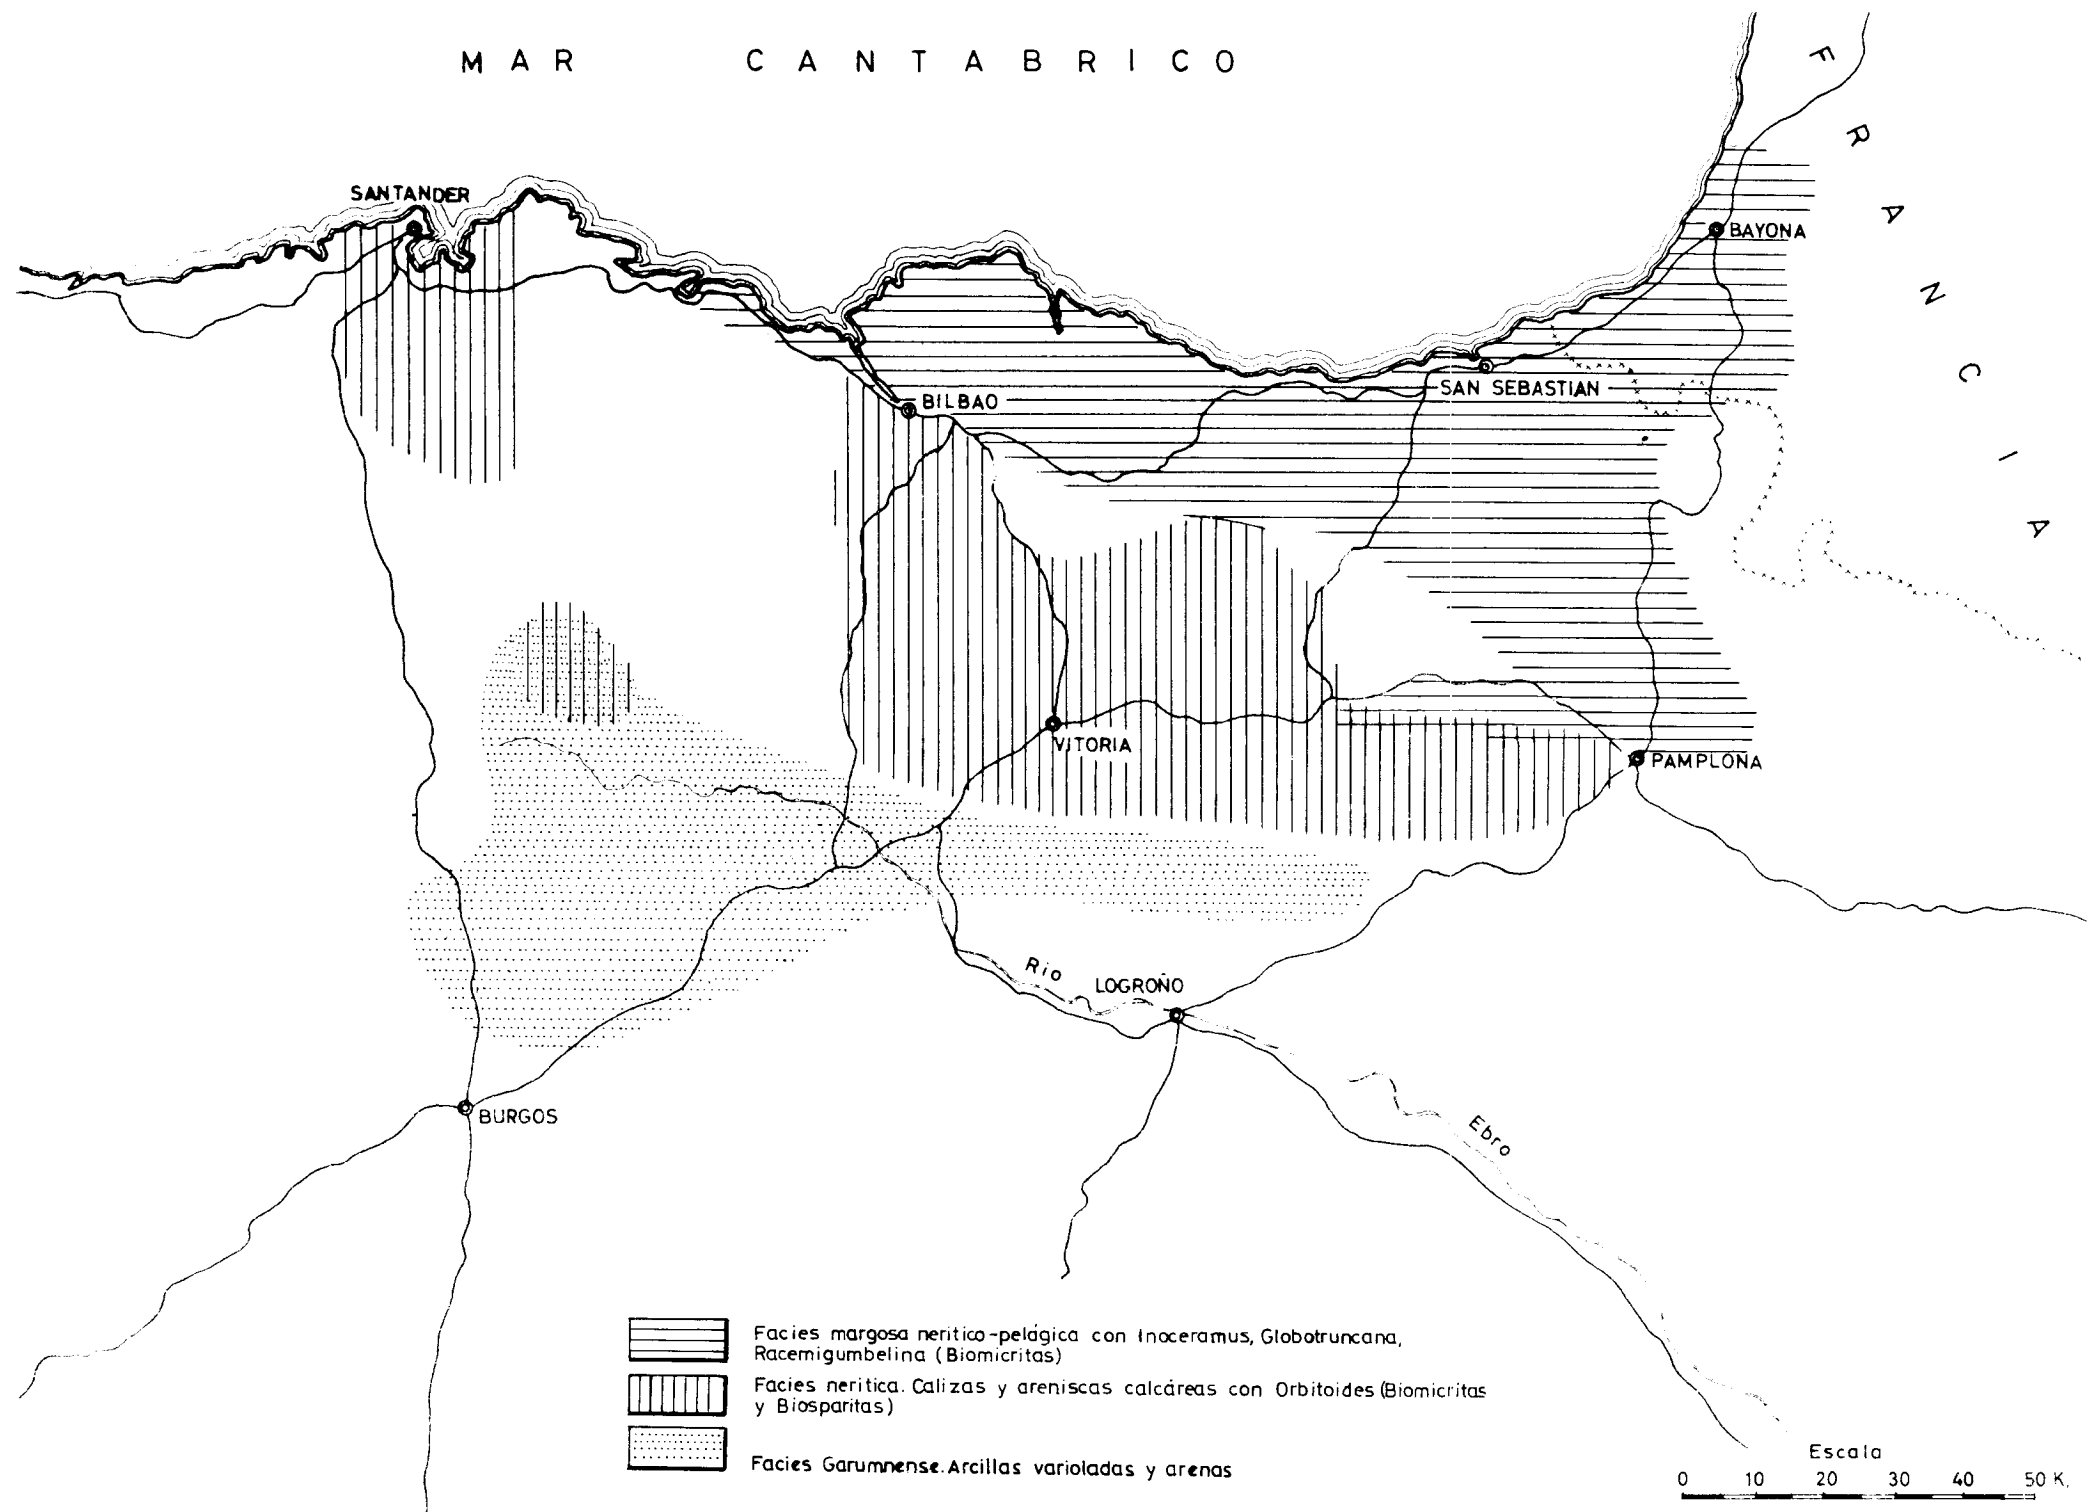 MAR CANTABRICO
FRANCIA
SANTANDER
BAYONA
SAN SEBASTIAN
BILBAO
VITORIA
PAMPLONA
Rio
LOGROÑO
BURGOS
Ebro
Facies margosa neritico-pelágica con Inoceramus, Globotruncana,
Racemigumbelina (Biomicritas)
Facies neritica. Calizas y areniscas calcáreas con Orbitoides (Biomicritas
y Biosparitas)
Facies Garumnense. Arcillas varioladas y arenas
Escala
0 10 20 30 40 50 K.